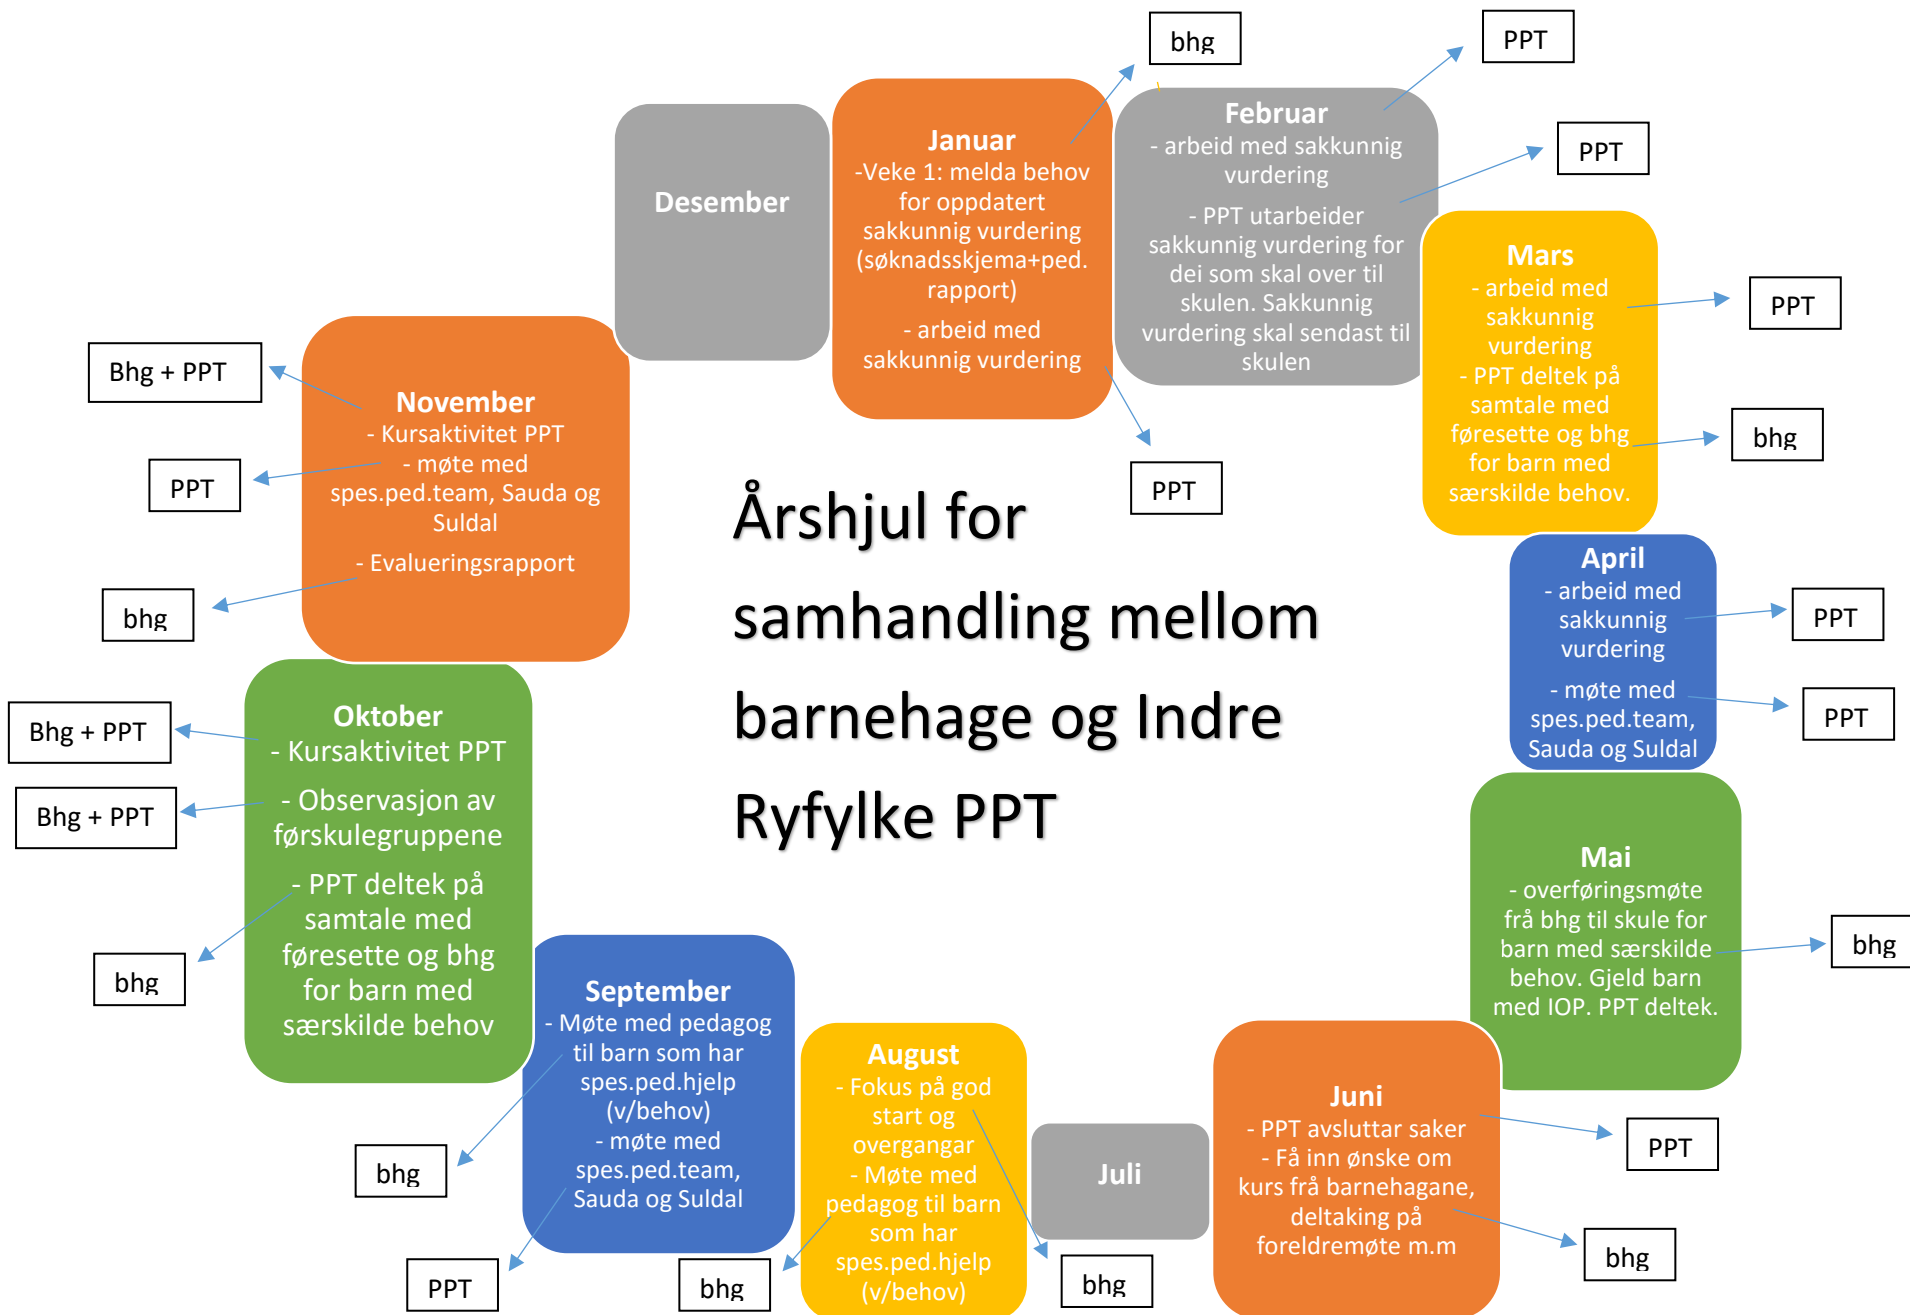 Årshjul for
samhandling mellom
barnehage og Indre
Ryfylke PPT
Januar
-Veke 1: melda behov
for oppdatert
sakkunnig vurdering
(søknadsskjema+ped.
rapport)
- arbeid med
sakkunnig vurdering
bhg
PPT
Februar
- arbeid med sakkunnig
vurdering
- PPT utarbeider
sakkunnig vurdering for
dei som skal over til
skulen. Sakkunnig
vurdering skal sendast til
skulen
PPT
PPT
Mars
- arbeid med
sakkunnig
vurdering
- PPT deltek på
samtale med
føresette og bhg
for barn med
særskilde behov.
PPT
bhg
April
- arbeid med
sakkunnig
vurdering
- møte med
spes.ped.team,
Sauda og Suldal
PPT
PPT
Mai
- overføringsmøte
frå bhg til skule for
barn med særskilde
behov. Gjeld barn
med IOP. PPT deltek.
bhg
Juni
- PPT avsluttar saker
- Få inn ønske om
kurs frå barnehagane,
deltaking på
foreldremøte m.m
PPT
bhg
Juli
August
- Fokus på god
start og
overgangar
- Møte med
pedagog til barn
som har
spes.ped.hjelp
(v/behov)
bhg
bhg
September
- Møte med pedagog
til barn som har
spes.ped.hjelp
(v/behov)
- møte med
spes.ped.team,
Sauda og Suldal
bhg
PPT
Oktober
- Kursaktivitet PPT
- Observasjon av
førskulegruppene
- PPT deltek på
samtale med
føresette og bhg
for barn med
særskilde behov
Bhg + PPT
Bhg + PPT
bhg
November
- Kursaktivitet PPT
- møte med
spes.ped.team, Sauda og
Suldal
- Evalueringsrapport
Bhg + PPT
PPT
bhg
Desember